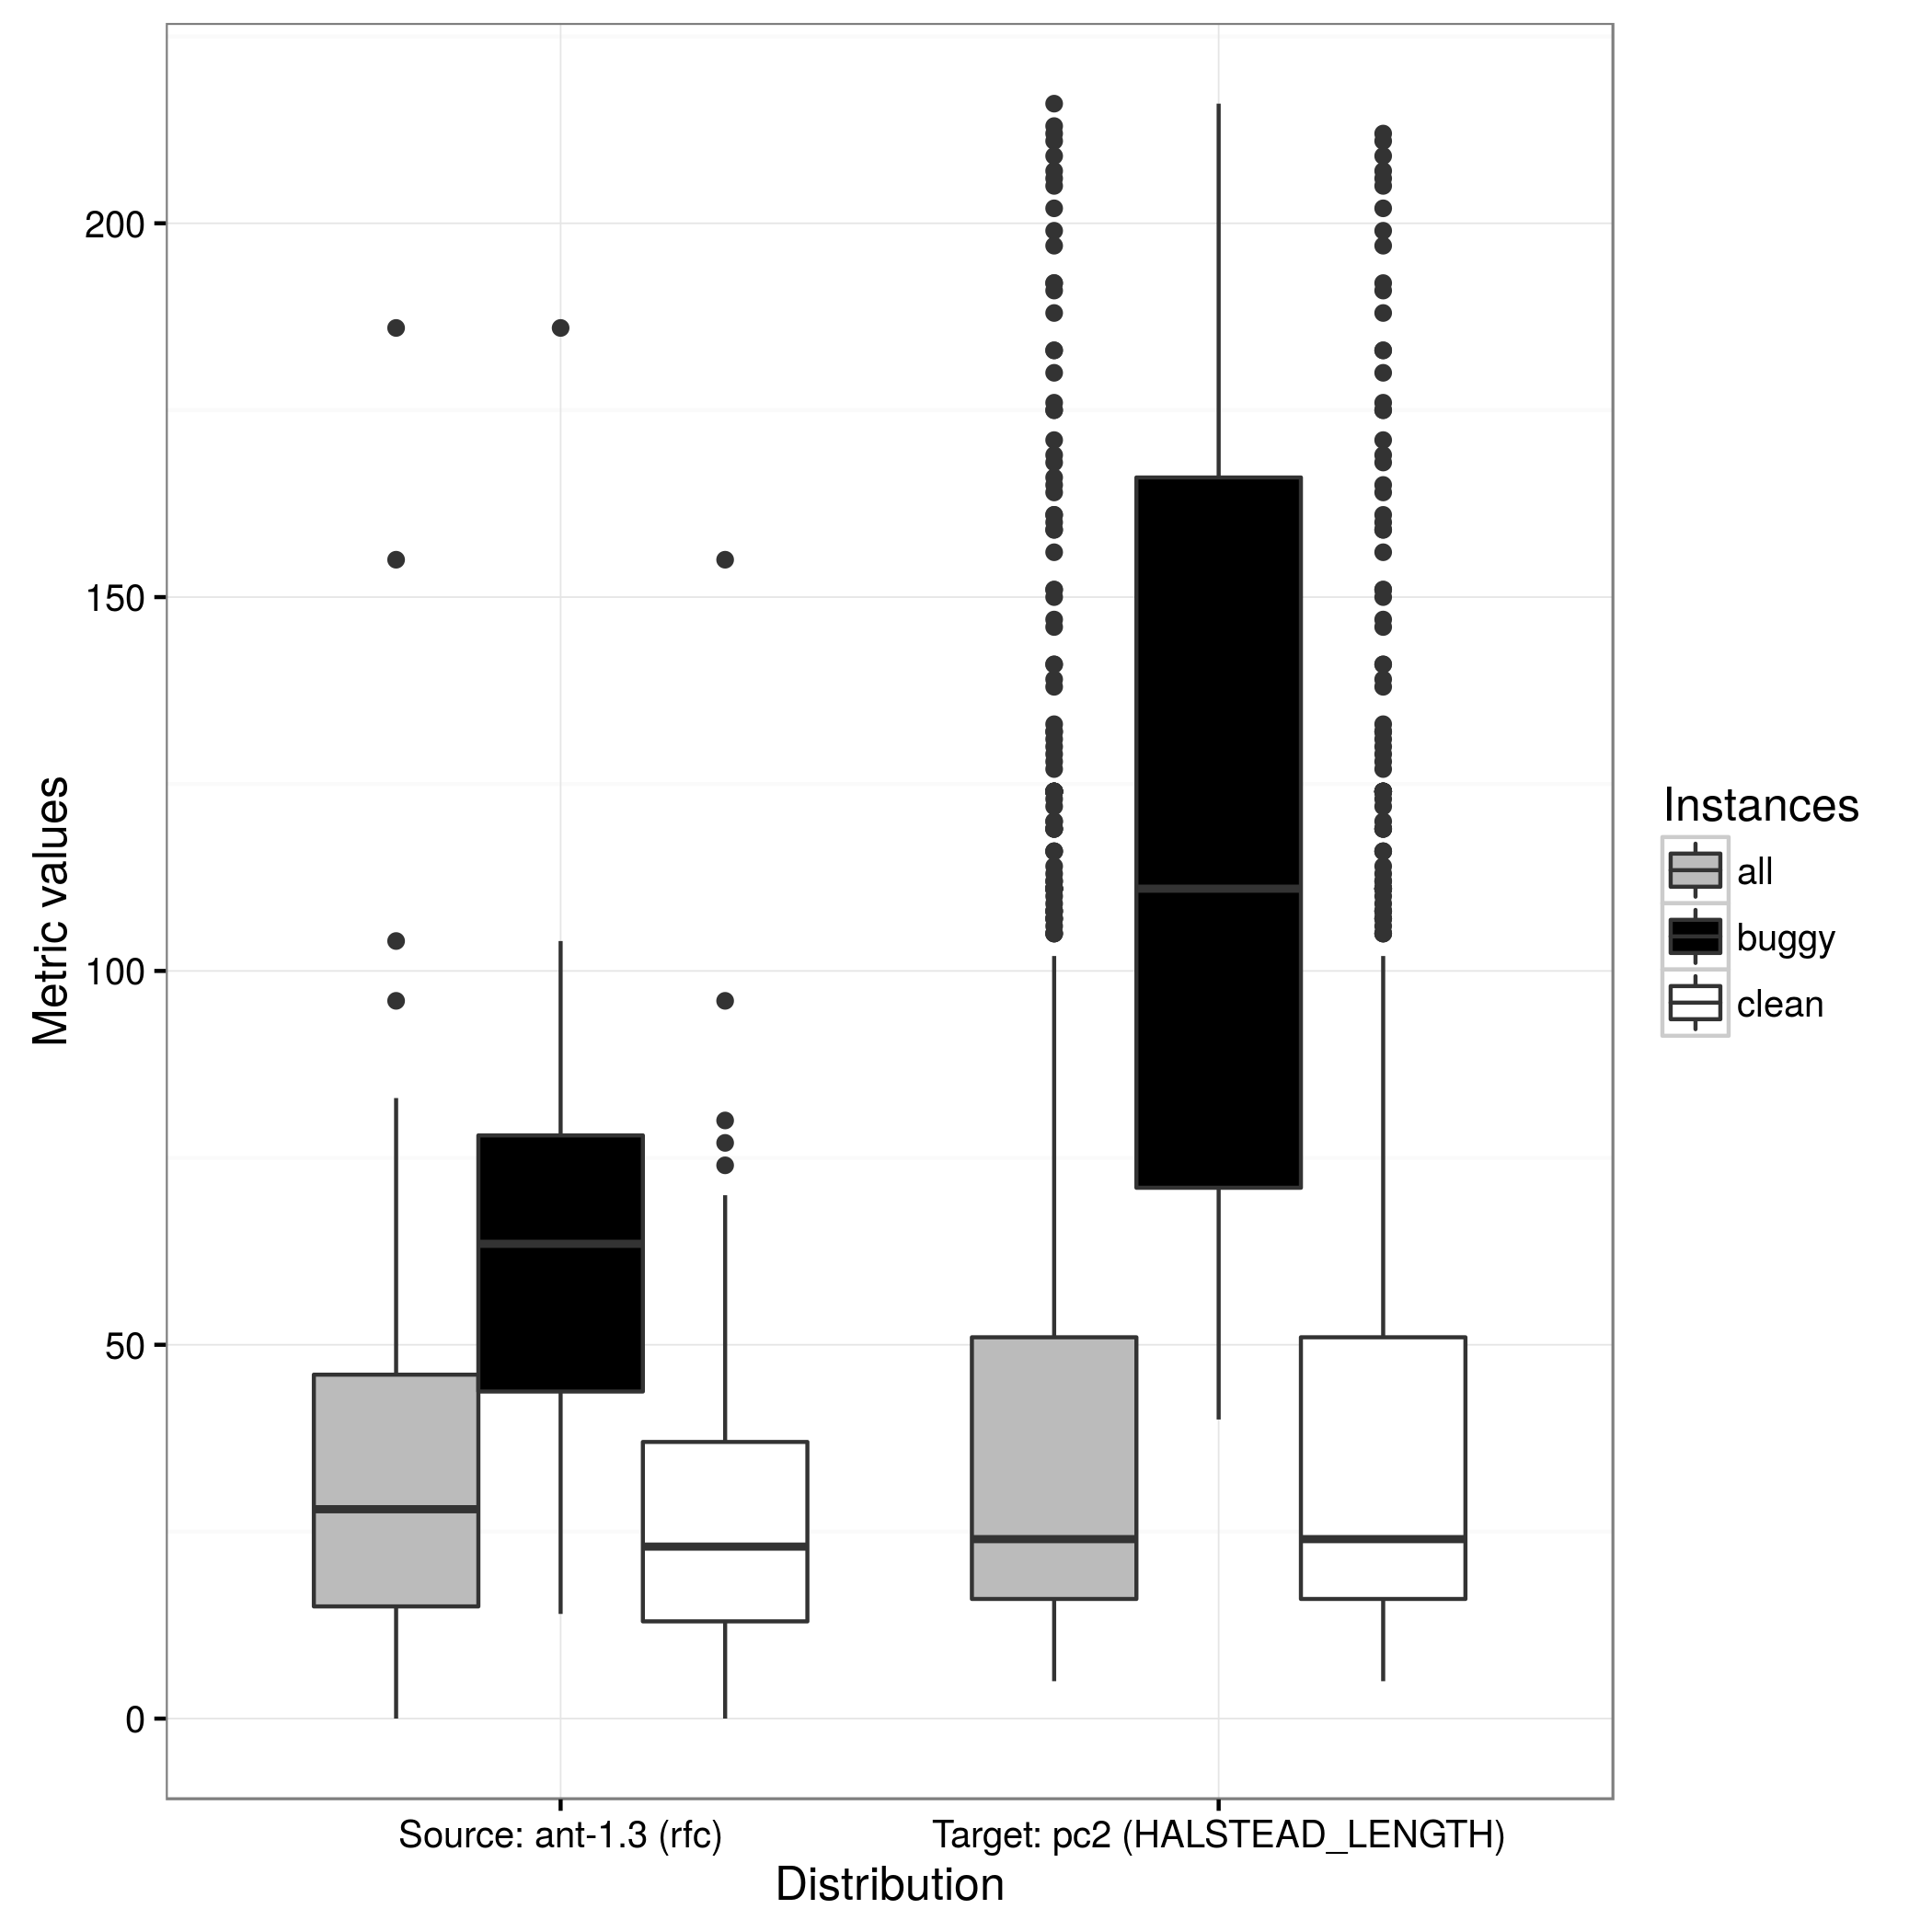 200
150
100
50
0
Metric values
Source: ant-1.3 (rfc)
Target: pc2 (HALSTEAD_LENGTH)
Distribution
Instances
all
buggy
clean